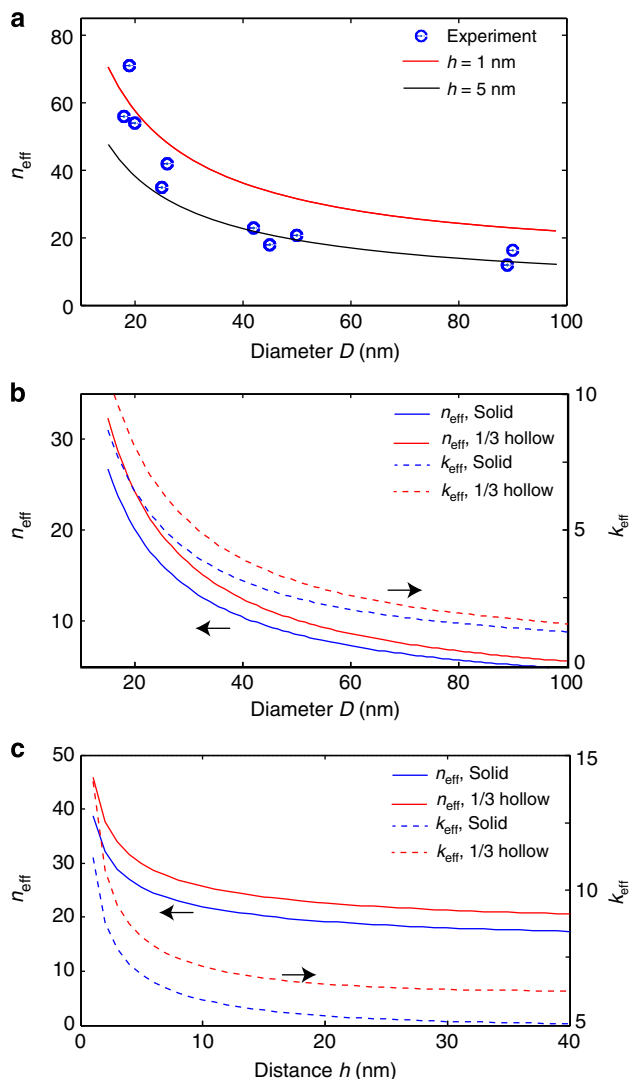 a
80
60
40
20
0
n_eff
Experiment
h = 1 nm
h = 5 nm
20
40
60
80
100
Diameter D (nm)
b
30
20
10
n_eff
n_eff, Solid
n_eff, 1/3 hollow
k_eff, Solid
k_eff, 1/3 hollow
10
5
0
k_eff
20
40
60
80
100
Diameter D (nm)
c
50
40
30
20
10
0
n_eff
n_eff, Solid
n_eff, 1/3 hollow
k_eff, Solid
k_eff, 1/3 hollow
15
10
5
k_eff
0
10
20
30
40
Distance h (nm)